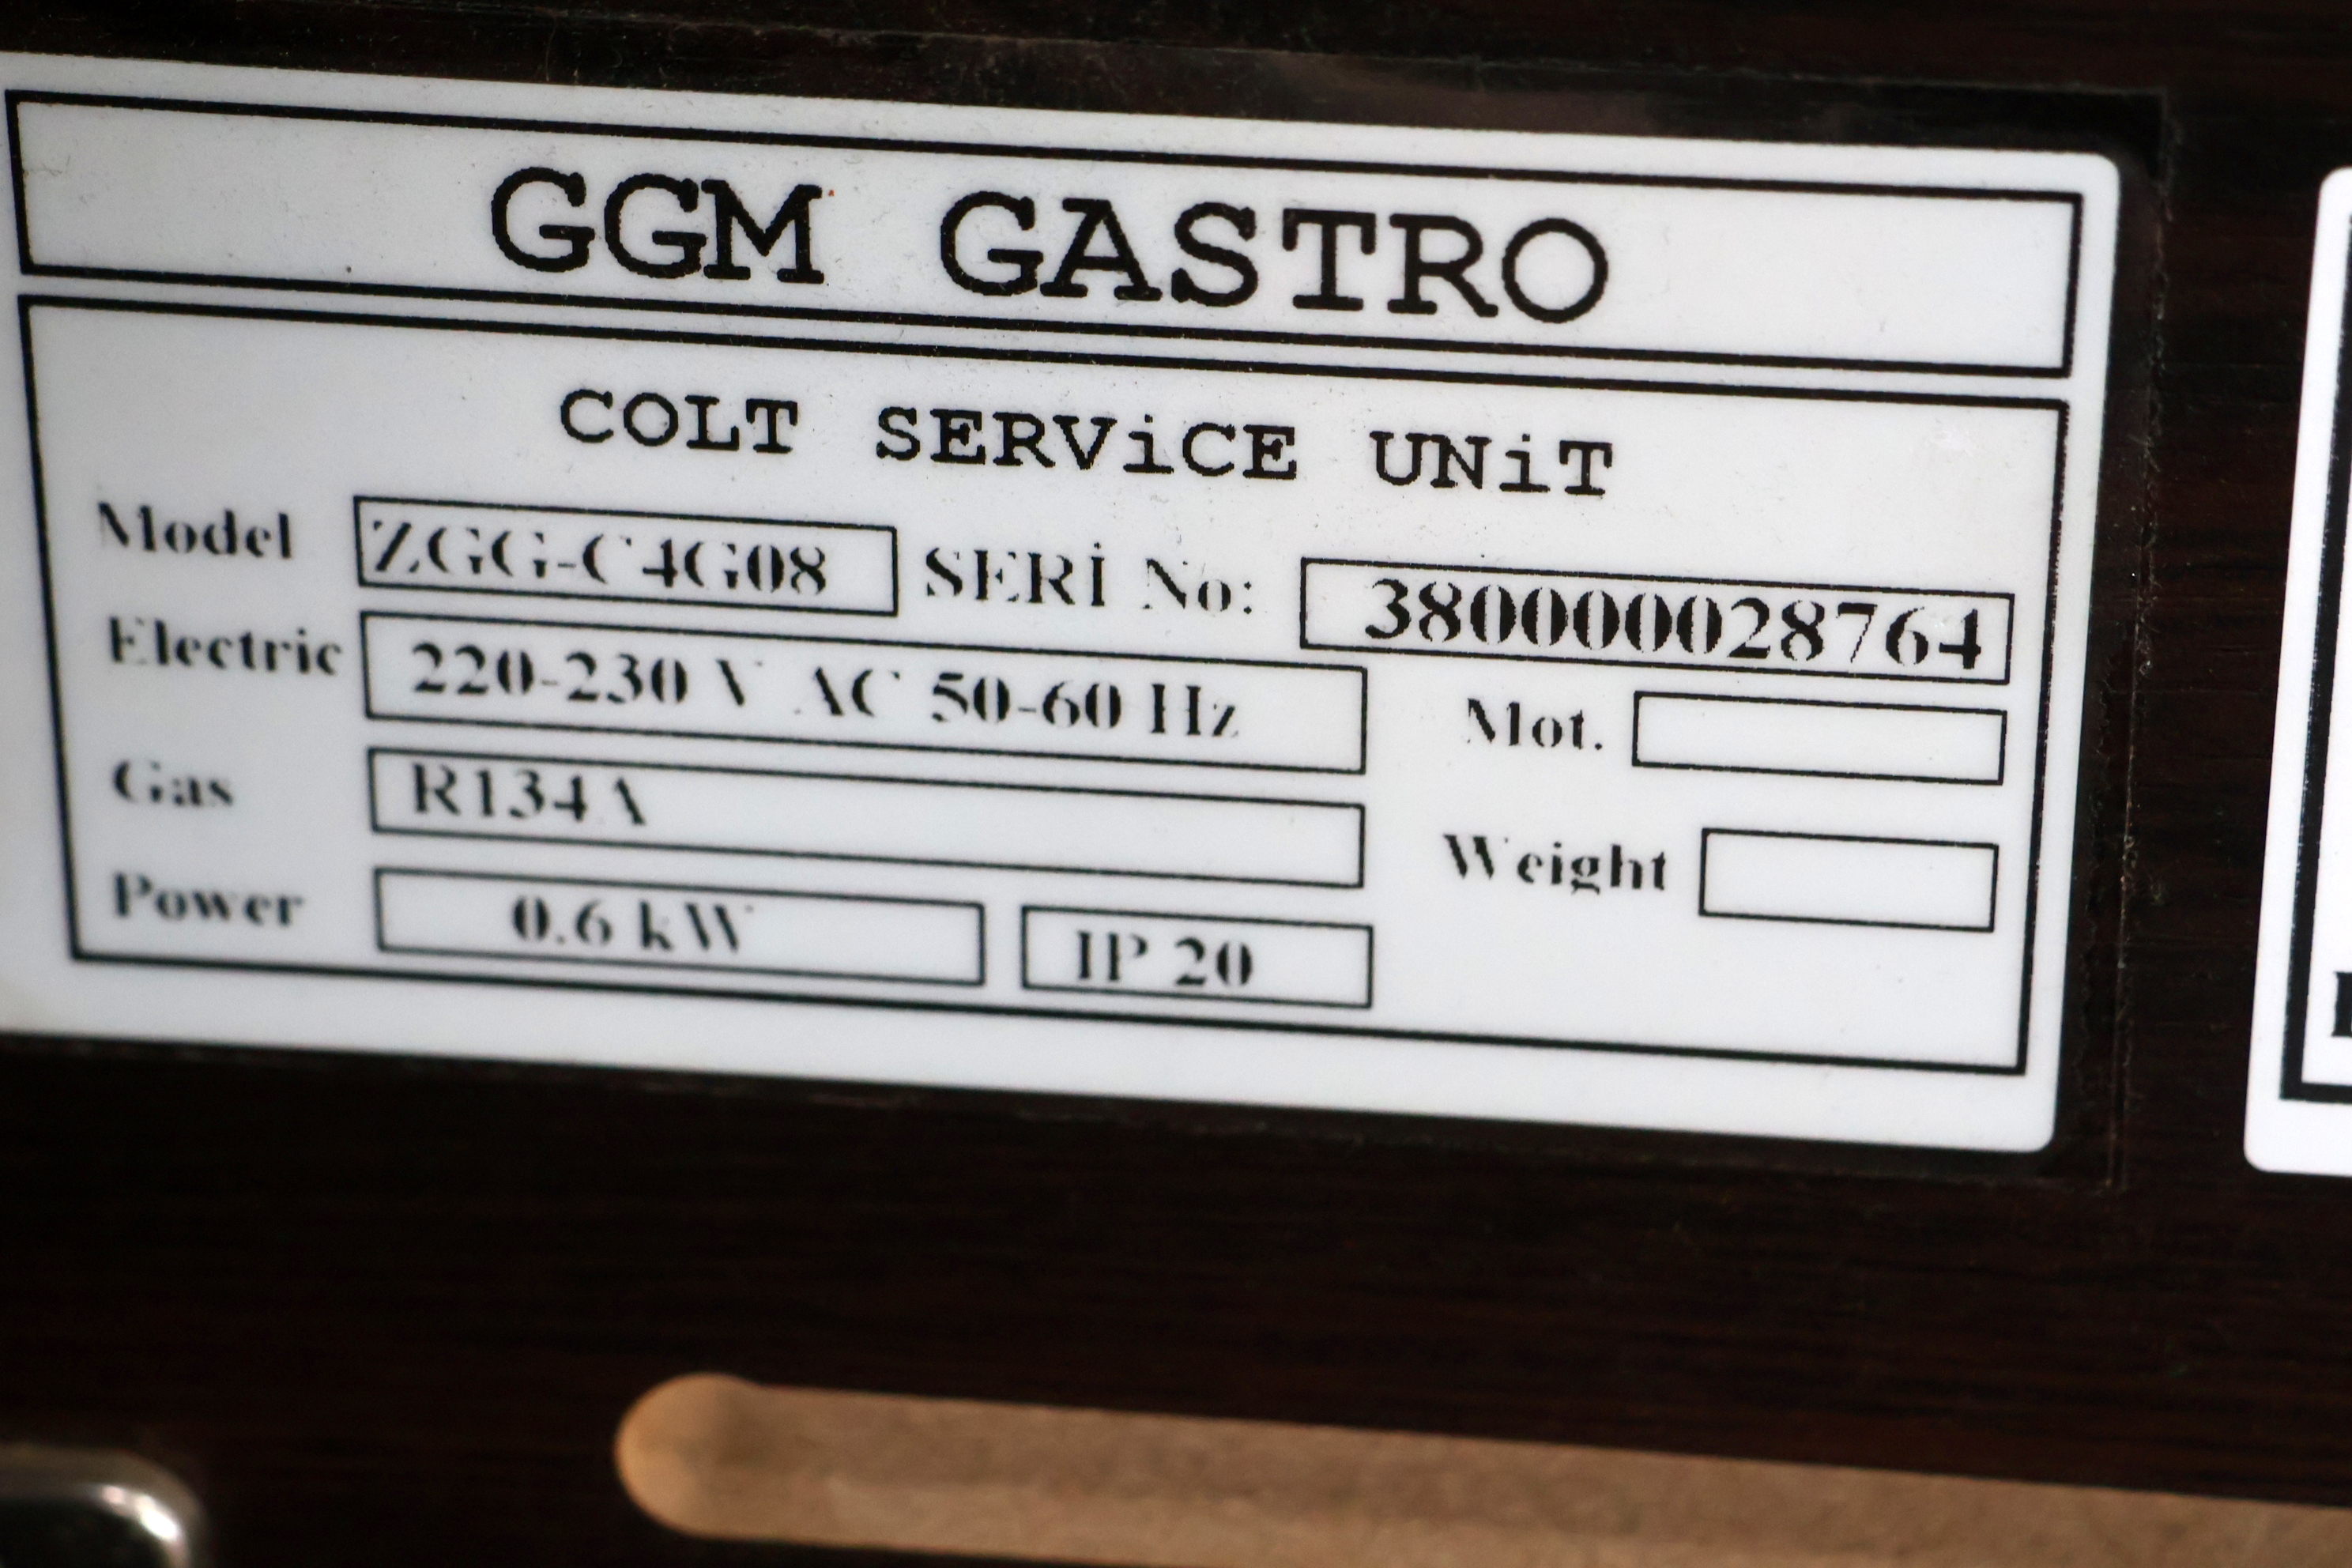 GGM GASTRO
COLT SERViCE UNiT
Model ZGG-C4G08 SERİ No: 380000028764
Electric 220-230 V AC 50-60 Hz Mot.
Gas R134A
Weight
Power 0.6 kW IP 20